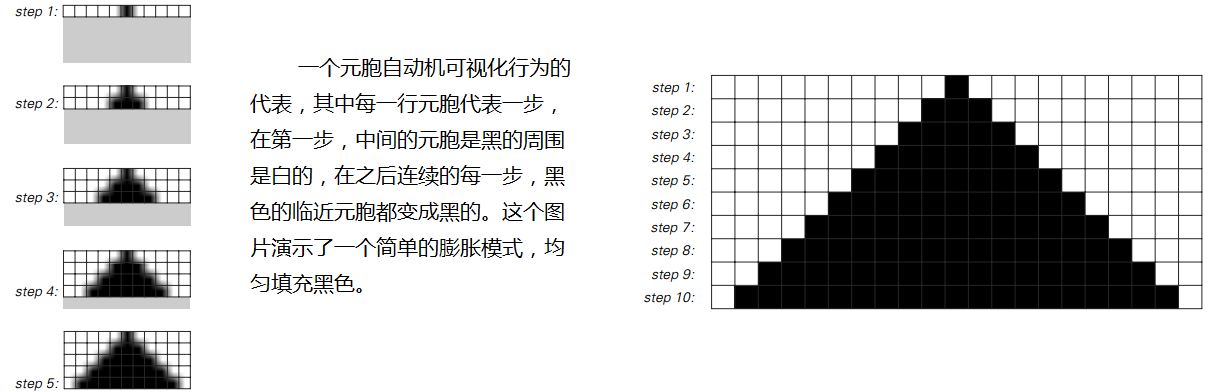 step 1:
step 2:
step 3:
step 4:
step 5:
一个元胞自动机可视化行为的
代表，其中每一行元胞代表一步，
在第一步，中间的元胞是黑的周围
是白的，在之后连续的每一步，黑
色的临近元胞都变成黑的。这个图
片演示了一个简单的膨胀模式，均
匀填充黑色。
step 1:
step 2:
step 3:
step 4:
step 5:
step 6:
step 7:
step 8:
step 9:
step 10: